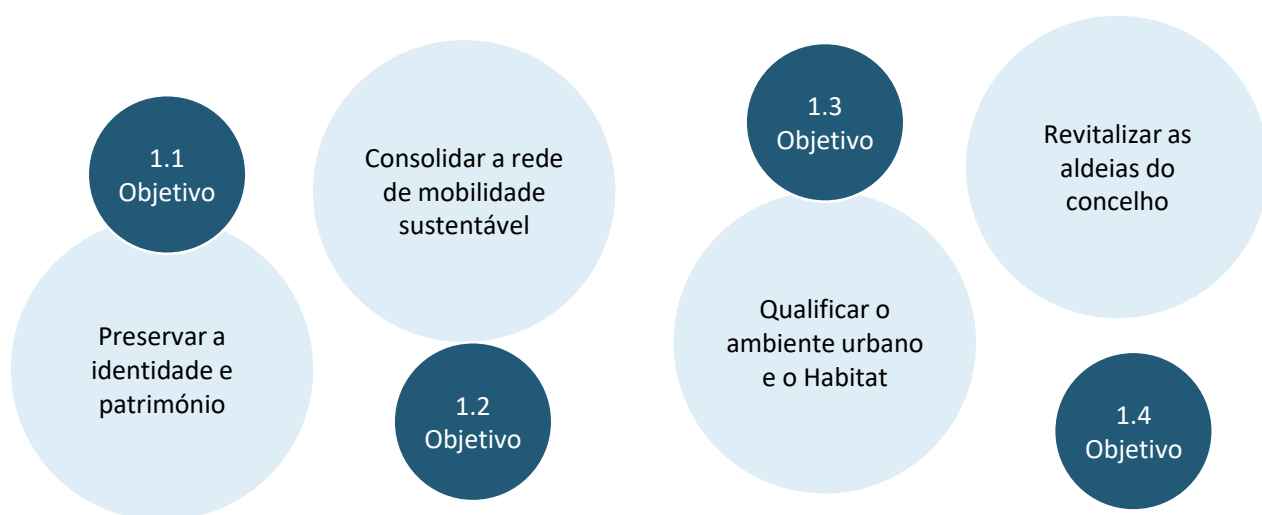 1.1
Objetivo
Preservar a
identidade e
património
Consolidar a rede
de mobilidade
sustentável
1.2
Objetivo
1.3
Objetivo
Qualificar o
ambiente urbano
e o Habitat
Revitalizar as
aldeias do
concelho
1.4
Objetivo